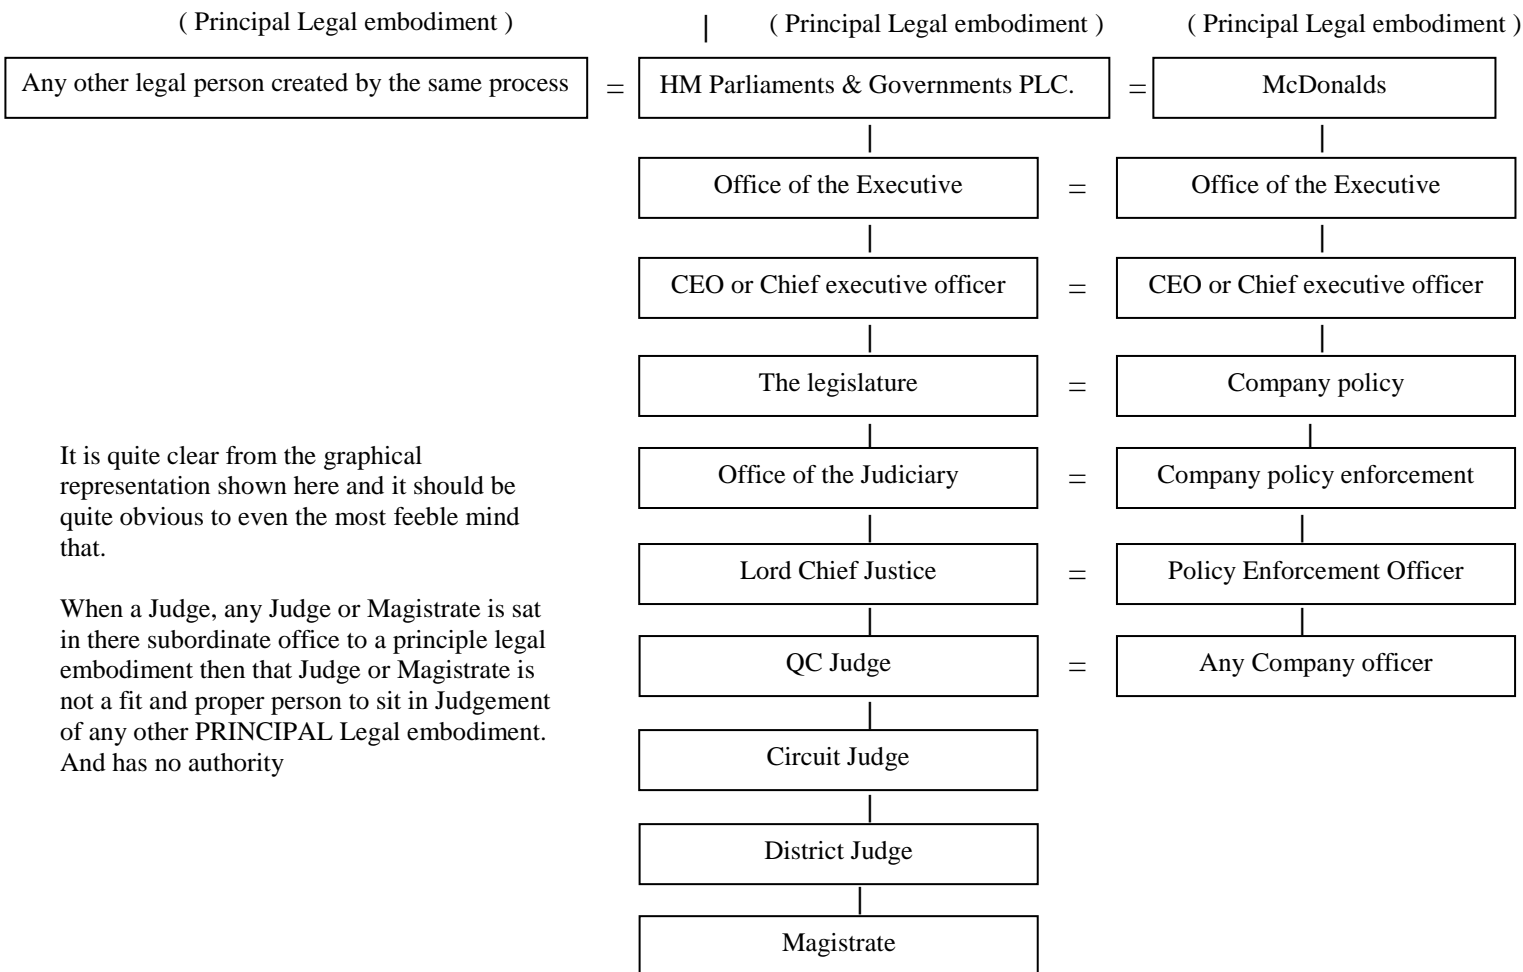 ( Principal Legal embodiment )
( Principal Legal embodiment )
( Principal Legal embodiment )
Any other legal person created by the same process
=
HM Parliaments & Governments PLC.
=
McDonalds
Office of the Executive
=
Office of the Executive
CEO or Chief executive officer
=
CEO or Chief executive officer
The legislature
=
Company policy
Office of the Judiciary
=
Company policy enforcement
Lord Chief Justice
=
Policy Enforcement Officer
QC Judge
=
Any Company officer
Circuit Judge
District Judge
Magistrate
It is quite clear from the graphical
representation shown here and it should be
quite obvious to even the most feeble mind
that.
When a Judge, any Judge or Magistrate is sat
in there subordinate office to a principle legal
embodiment then that Judge or Magistrate is
not a fit and proper person to sit in Judgement
of any other PRINCIPAL Legal embodiment.
And has no authority